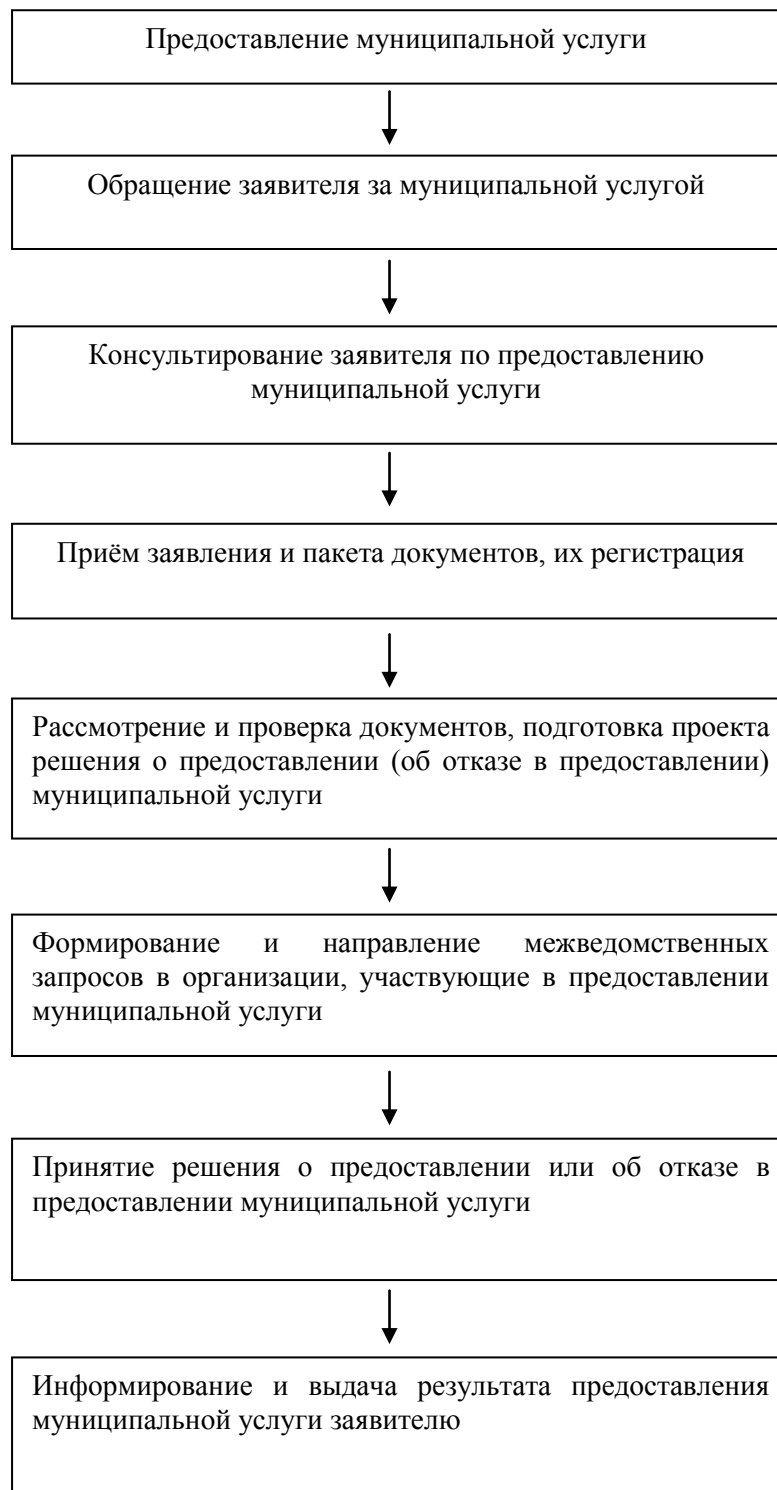 Предоставление муниципальной услуги
Обращение заявителя за муниципальной услугой
Консультирование заявителя по предоставлению
муниципальной услуги
Приём заявления и пакета документов, их регистрация
Рассмотрение и проверка документов, подготовка проекта
решения о предоставлении (об отказе в предоставлении)
муниципальной услуги
Формирование и направление межведомственных
запросов в организации, участвующие в предоставлении
муниципальной услуги
Принятие решения о предоставлении или об отказе в
предоставлении муниципальной услуги
Информирование и выдача результата предоставления
муниципальной услуги заявителю